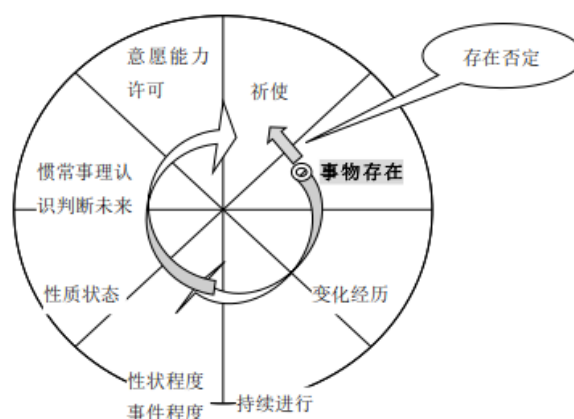 意愿能力
许可
祈使
存在否定
惯常事理认
识判断未来
事物存在
性质状态
变化经历
性状程度
事件程度
持续进行